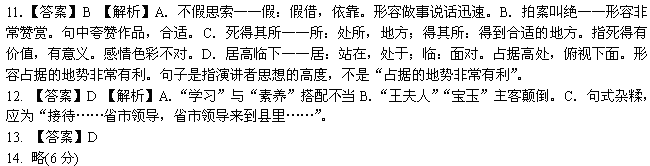 11.【答案】B 【解析】A．不假思索——假：假借，依靠。形容做事说话迅速。B．拍案叫绝——形容非
常赞赏。句中夸赞作品，合适。C．死得其所——所：处所，地方；得其所：得到合适的地方。指死得有
价值，有意义。感情色彩不对。D．居高临下——居：站在，处于；临：面对。占据高处，俯视下面。形
容占据的地势非常有利。句子是指演讲者思想的高度，不是“占据的地势非常有利”。
12. 【答案】D 【解析】A．“学习”与“素养”搭配不当 B．“王夫人”“宝玉”主客颠倒。C．句式杂糅，
应为“接待……省市领导，省市领导来到县里……”。
13. 【答案】D
14. 略(6分)